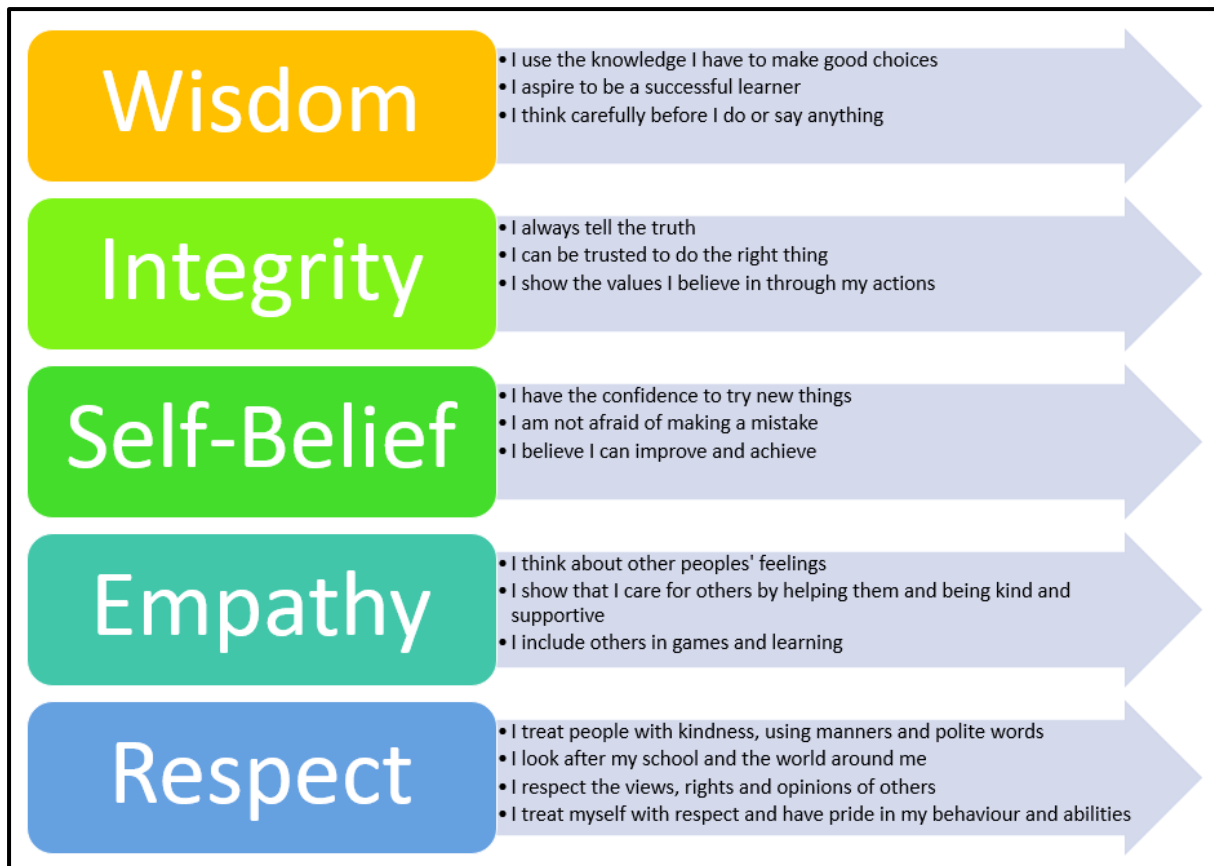 Wisdom
• I use the knowledge I have to make good choices
• I aspire to be a successful learner
• I think carefully before I do or say anything
Integrity
• I always tell the truth
• I can be trusted to do the right thing
• I show the values I believe in through my actions
Self-Belief
• I have the confidence to try new things
• I am not afraid of making a mistake
• I believe I can improve and achieve
Empathy
• I think about other peoples' feelings
• I show that I care for others by helping them and being kind and
supportive
• I include others in games and learning
Respect
• I treat people with kindness, using manners and polite words
• I look after my school and the world around me
• I respect the views, rights and opinions of others
• I treat myself with respect and have pride in my behaviour and abilities